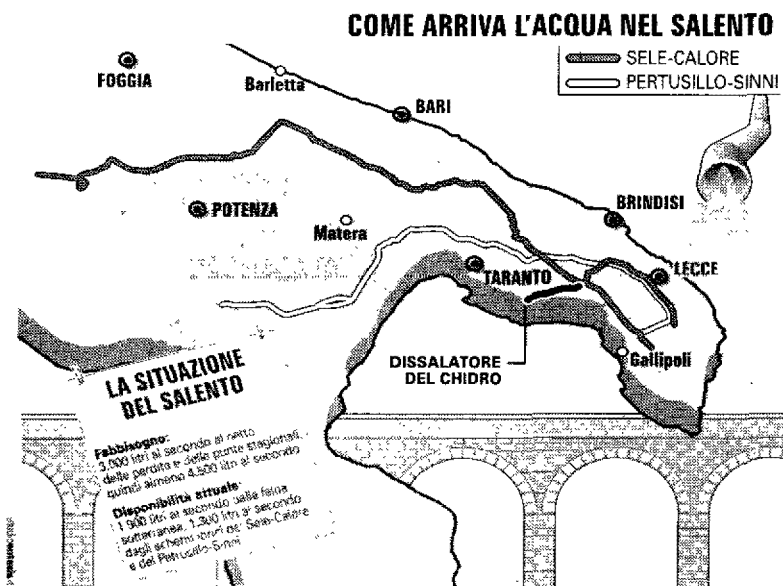 COME ARRIVA L'ACQUA NEL SALENTO
SELE-CALORE
PERTUSILLO-SINNI
FOGGIA
Barletta
BARI
POTENZA
Matera
BRINDISI
TARANTO
LECCE
DISSALATORE
DEL CHIDRO
Gallipoli
LA SITUAZIONE
DEL SALENTO
Fabbisogno:
3.000 litri al secondo al netto
delle perdite e delle punte stagionali,
quindi almeno 4.500 litri al secondo
Disponibilità attuale:
1.900 litri al secondo dalla falda
sotterranea, 1.300 litri al secondo
dagli schemi idrici del Sele-Calore
e del Petrusillo-Sinni